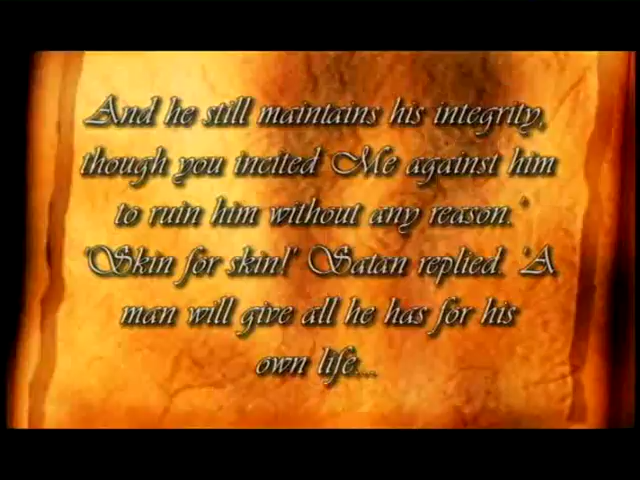 And he still maintains his integrity,
though you incited Me against him
to ruin him without any reason.'
'Skin for skin!' Satan replied. 'A
man will give all he has for his
own life...